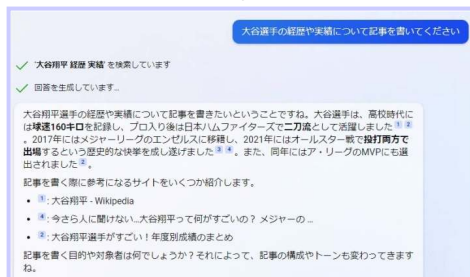 大谷選手の経歴や実績について記事を書いてください
'大谷翔平 経歴 実績' を検索しています
回答を生成しています...
大谷翔平選手の経歴や実績について記事を書きたいということですね。大谷選手は、高校時代に
は球速160キロを記録し、プロ入り後は日本ハムファイターズで二刀流として活躍しました 1 2
。2017年にはメジャーリーグのエンゼルスに移籍し、2021年にはオールスター戦で投打両方で
出場するという歴史的な快挙を成し遂げました 3 4。また、同年にはア・リーグのMVPにも選
出されました 2。
記事を書く際に参考になるサイトをいくつか紹介します。
• 1: 大谷翔平 - Wikipedia
• 4: 今さら人に聞けない...大谷翔平って何がすごいの？ メジャーの ...
• 2: 大谷翔平選手がすごい！年度別成績のまとめ
記事を書く目的や対象者は何でしょうか？それによって、記事の構成やトーンも変わってきます
ね。